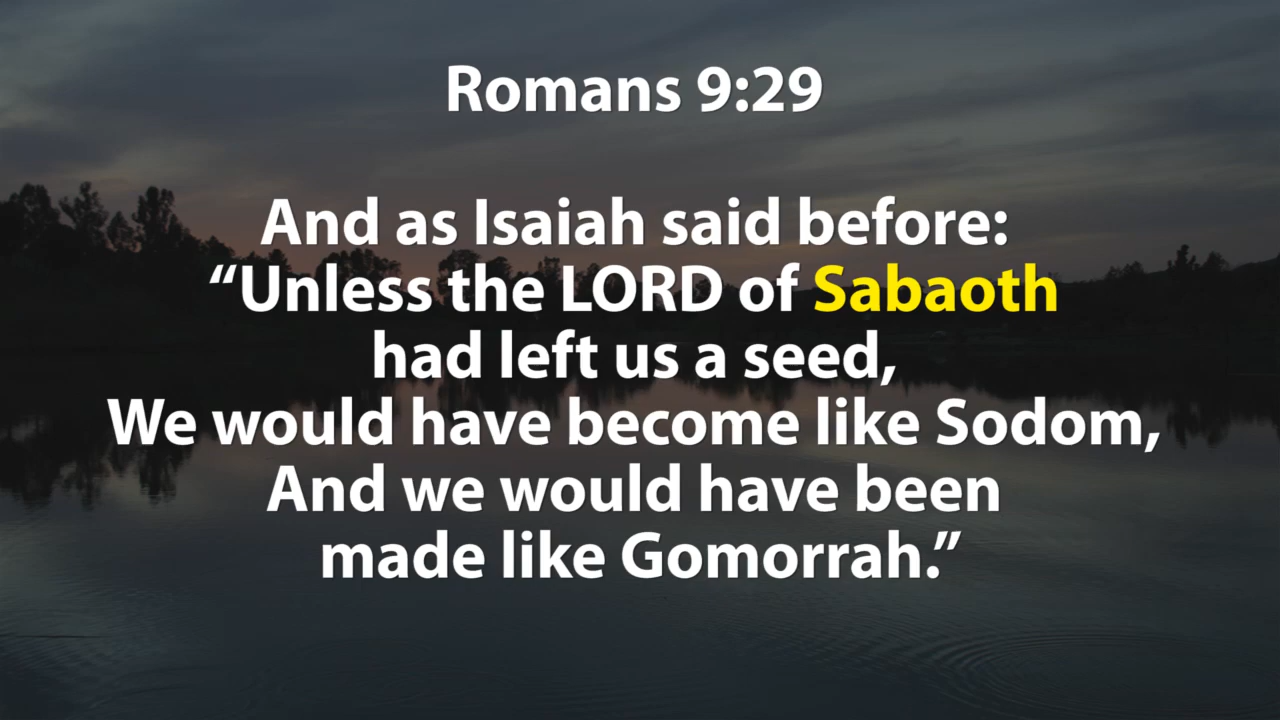 Romans 9:29
And as Isaiah said before:
“Unless the LORD of Sabaoth
had left us a seed,
We would have become like Sodom,
And we would have been
made like Gomorrah.”